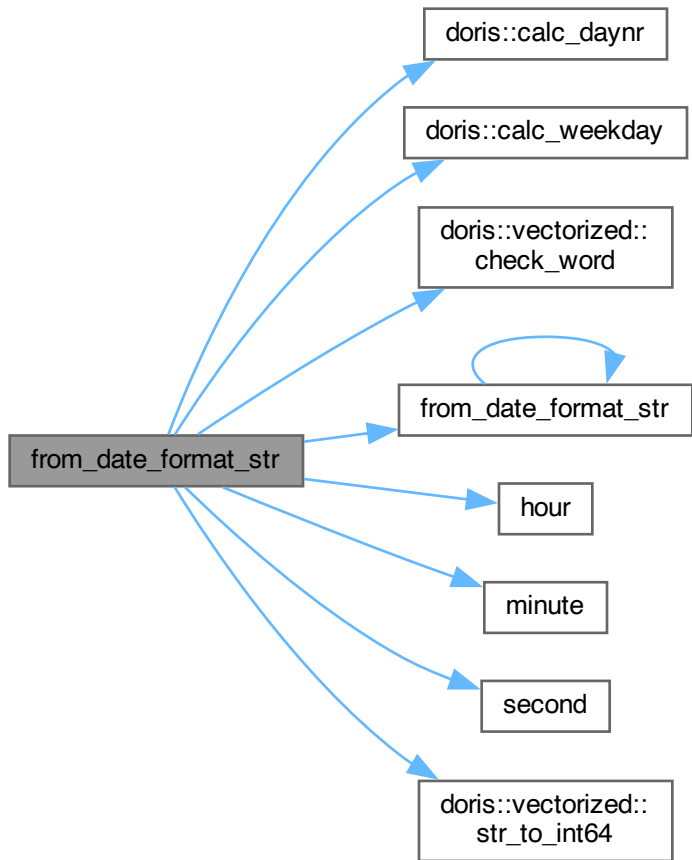 doris::calc_daynr
doris::calc_weekday
doris::vectorized::
check_word
from_date_format_str
from_date_format_str
hour
minute
second
doris::vectorized::
str_to_int64